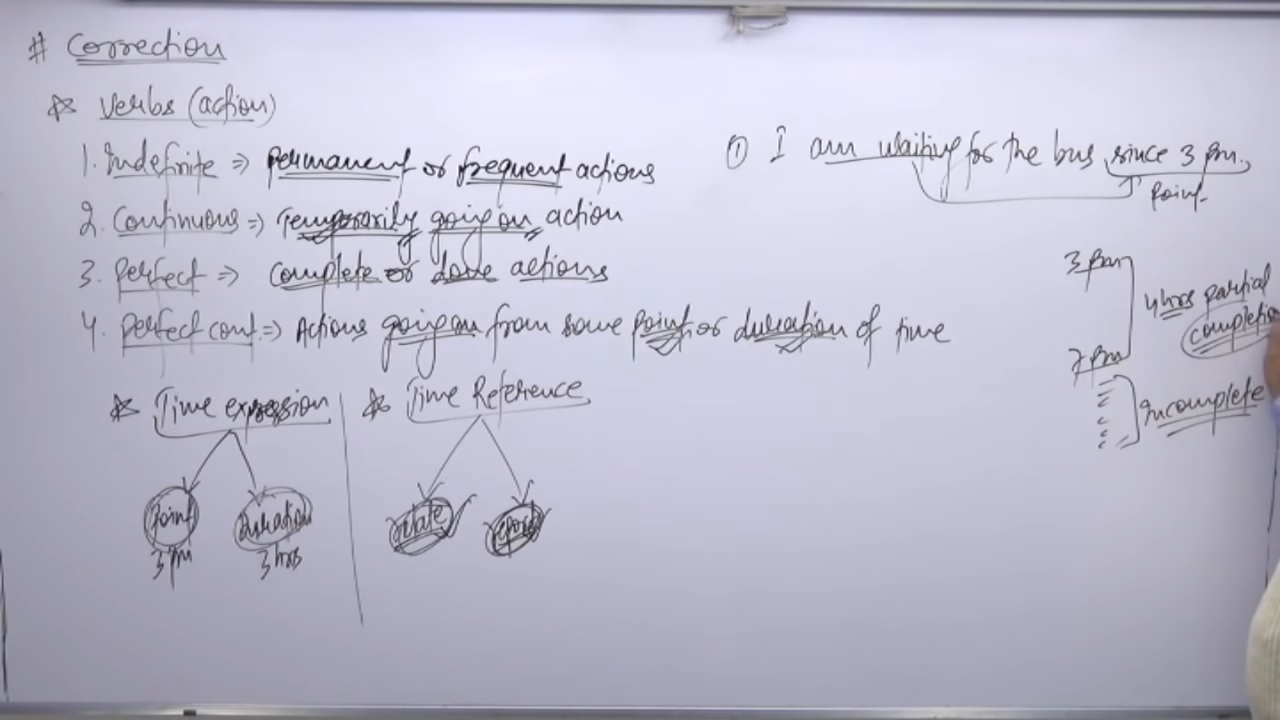 # Correction
☆ Verbs (action)
1. Indefinite => Permanent or frequent actions
2. Continuous => Temporarily going on action
3. Perfect => Complete or done actions
4. Perfect cont. => Actions going on from some point or duration of time
☆ Time expression
☆ Time Reference
Point
Duration
3 pm
3 hrs
① I am waiting for the bus since 3 pm.
Point
3 pm
4 hrs partial
completion
7 pm
Incomplete